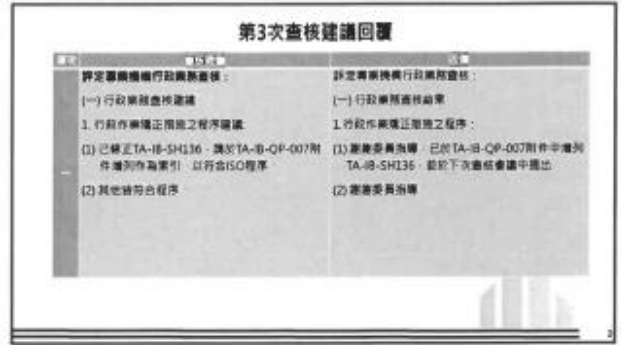 第3次查核建議回覆
評定專業機構行政業務查核：
(一) 行政業務查核建議
1. 行政作業矯正措施之程序建議
(1) 已矯正TA-IB-SH136，請於TA-IB-QP-007附
件增列作為索引，以符合ISO程序
(2) 其他皆符合程序
評定專業機構行政業務查核：
(一) 行政業務查核結果
1.行政作業矯正措施之程序：
(1) 謝謝委員指導，已於TA-IB-QP-007附件中增列
TA-IB-SH136，並於下次查核會議中提出
(2) 謝謝委員指導
一